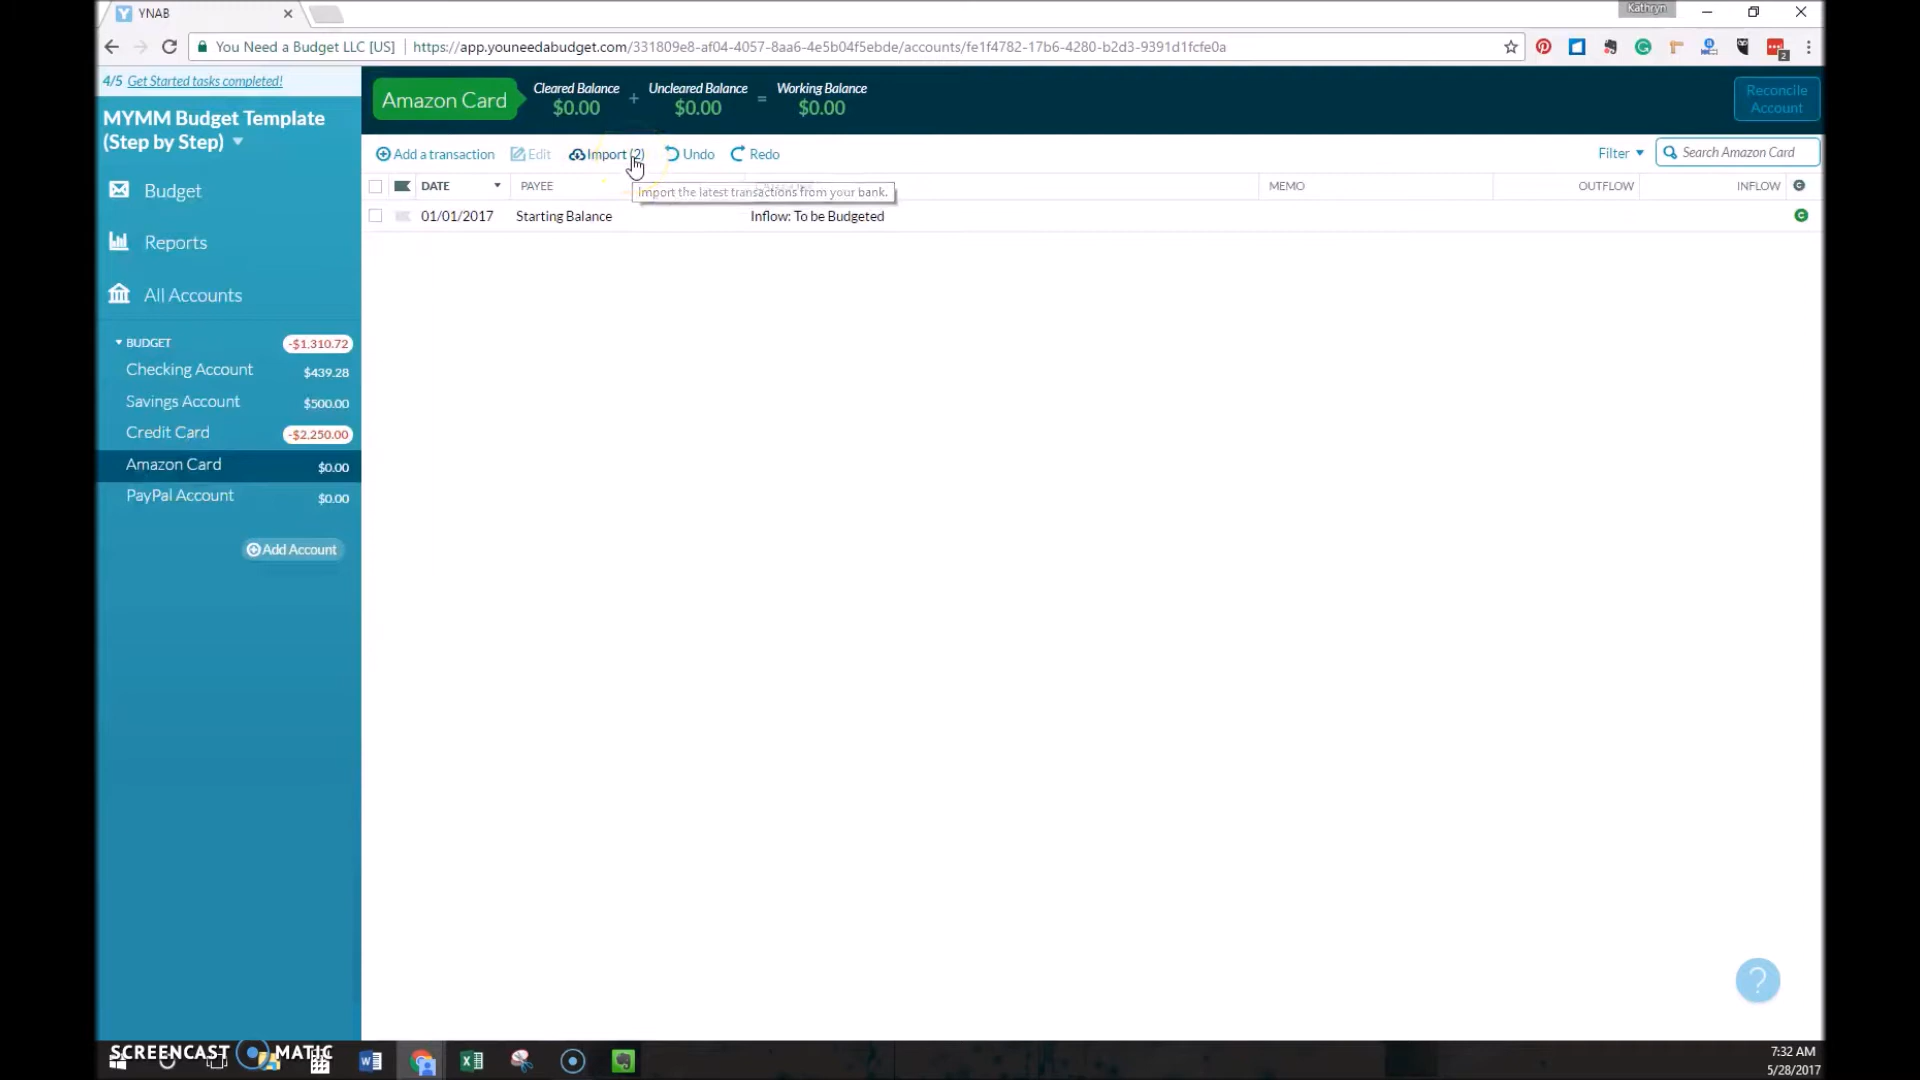 YNAB
Kathryn
You Need a Budget LLC [US] https://app.youneedabudget.com/331809e8-af04-4057-8aa6-4e5b04f5ebde/accounts/fe1f4782-17b6-4280-b2d3-9391d1fcfe0a
2
4/5 Get Started tasks completed!
MYMM Budget Template
(Step by Step)
Budget
Reports
All Accounts
BUDGET -$1,310.72
Checking Account $439.28
Savings Account $500.00
Credit Card -$2,250.00
Amazon Card $0.00
PayPal Account $0.00
Add Account
Amazon Card
Cleared Balance + Uncleared Balance = Working Balance
$0.00 $0.00 $0.00
Reconcile
Account
Add a transaction Edit Import (2) Undo Redo Filter Search Amazon Card
DATE PAYEE MEMO OUTFLOW INFLOW C
Import the latest transactions from your bank.
01/01/2017 Starting Balance Inflow: To be Budgeted C
?
SCREENCAST MATIC
7:32 AM
5/28/2017